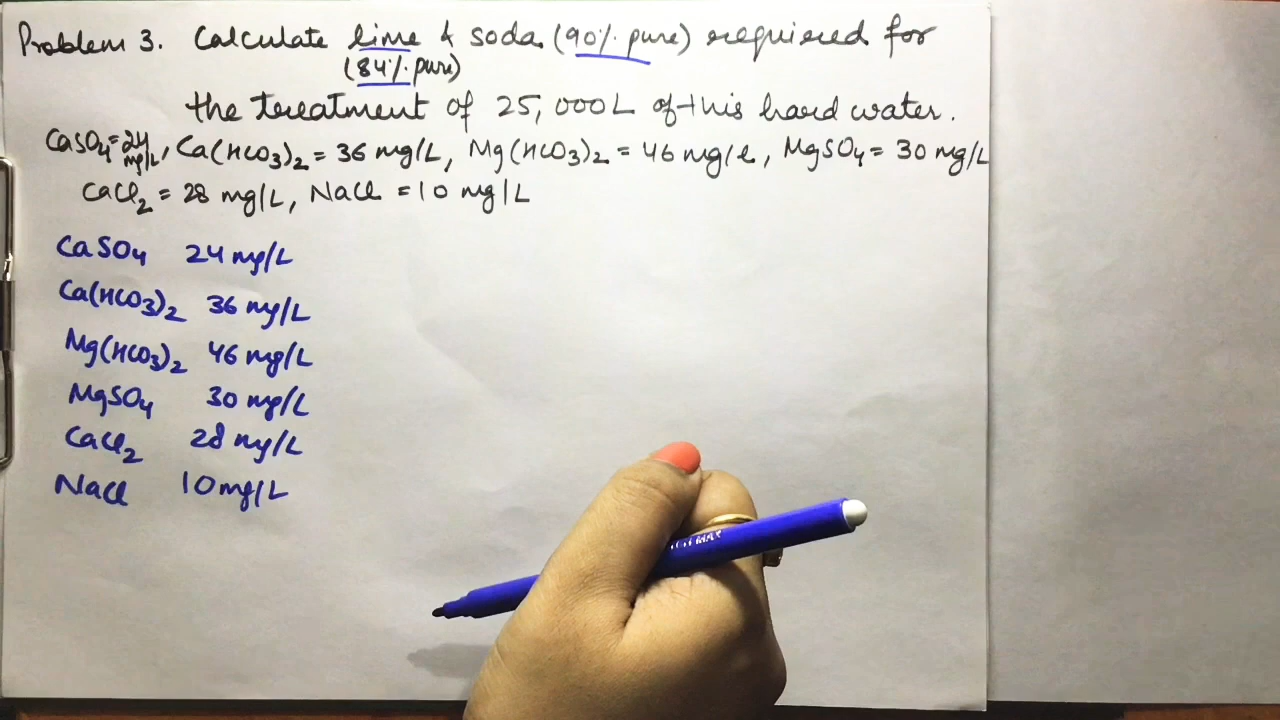 Problem 3. Calculate lime & soda (90% pure) required for
(84% pure)
the treatment of 25,000L of this hard water.
CaSO4=24 mg/L, Ca(HCO3)2 = 36 mg/L, Mg(HCO3)2 = 46 mg/l, MgSO4= 30 mg/L
CaCl2 = 28 mg/L, NaCl = 10 mg/L
CaSO4 24 mg/L
Ca(HCO3)2 36 mg/L
Mg(HCO3)2 46 mg/L
MgSO4 30 mg/L
CaCl2 28 mg/L
NaCl 10 mg/L